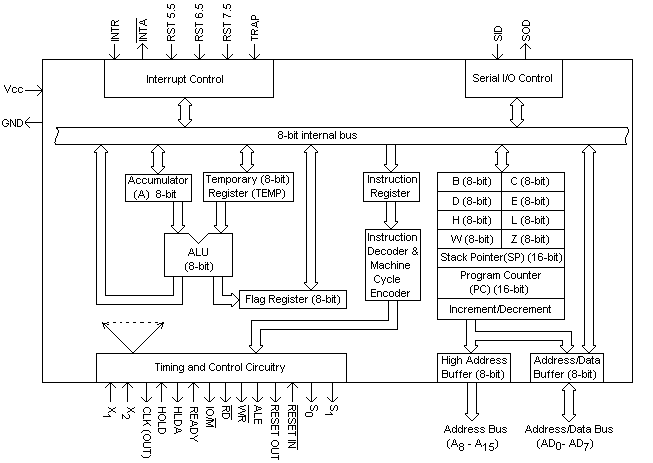 INTR
INTA
RST 5.5
RST 6.5
RST 7.5
TRAP
SID
SOD
Interrupt Control
Serial I/O Control
Vcc
GND
8-bit internal bus
Accumulator
(A) 8-bit
Temporary (8-bit)
Register (TEMP)
Instruction
Register
B (8-bit)
C (8-bit)
D (8-bit)
E (8-bit)
H (8-bit)
L (8-bit)
W (8-bit)
Z (8-bit)
Stack Pointer(SP) (16-bit)
Program Counter
(PC) (16-bit)
Increment/Decrement
ALU
(8-bit)
Instruction
Decoder &
Machine
Cycle
Encoder
Flag Register (8-bit)
Timing and Control Circuitry
High Address
Buffer (8-bit)
Address/Data
Buffer (8-bit)
X1
X2
CLK (OUT)
HOLD
HLDA
READY
IO/M
RD
WR
ALE
RESET OUT
RESET IN
S0
S1
Address Bus
(A8 - A15)
Address/Data Bus
(AD0- AD7)